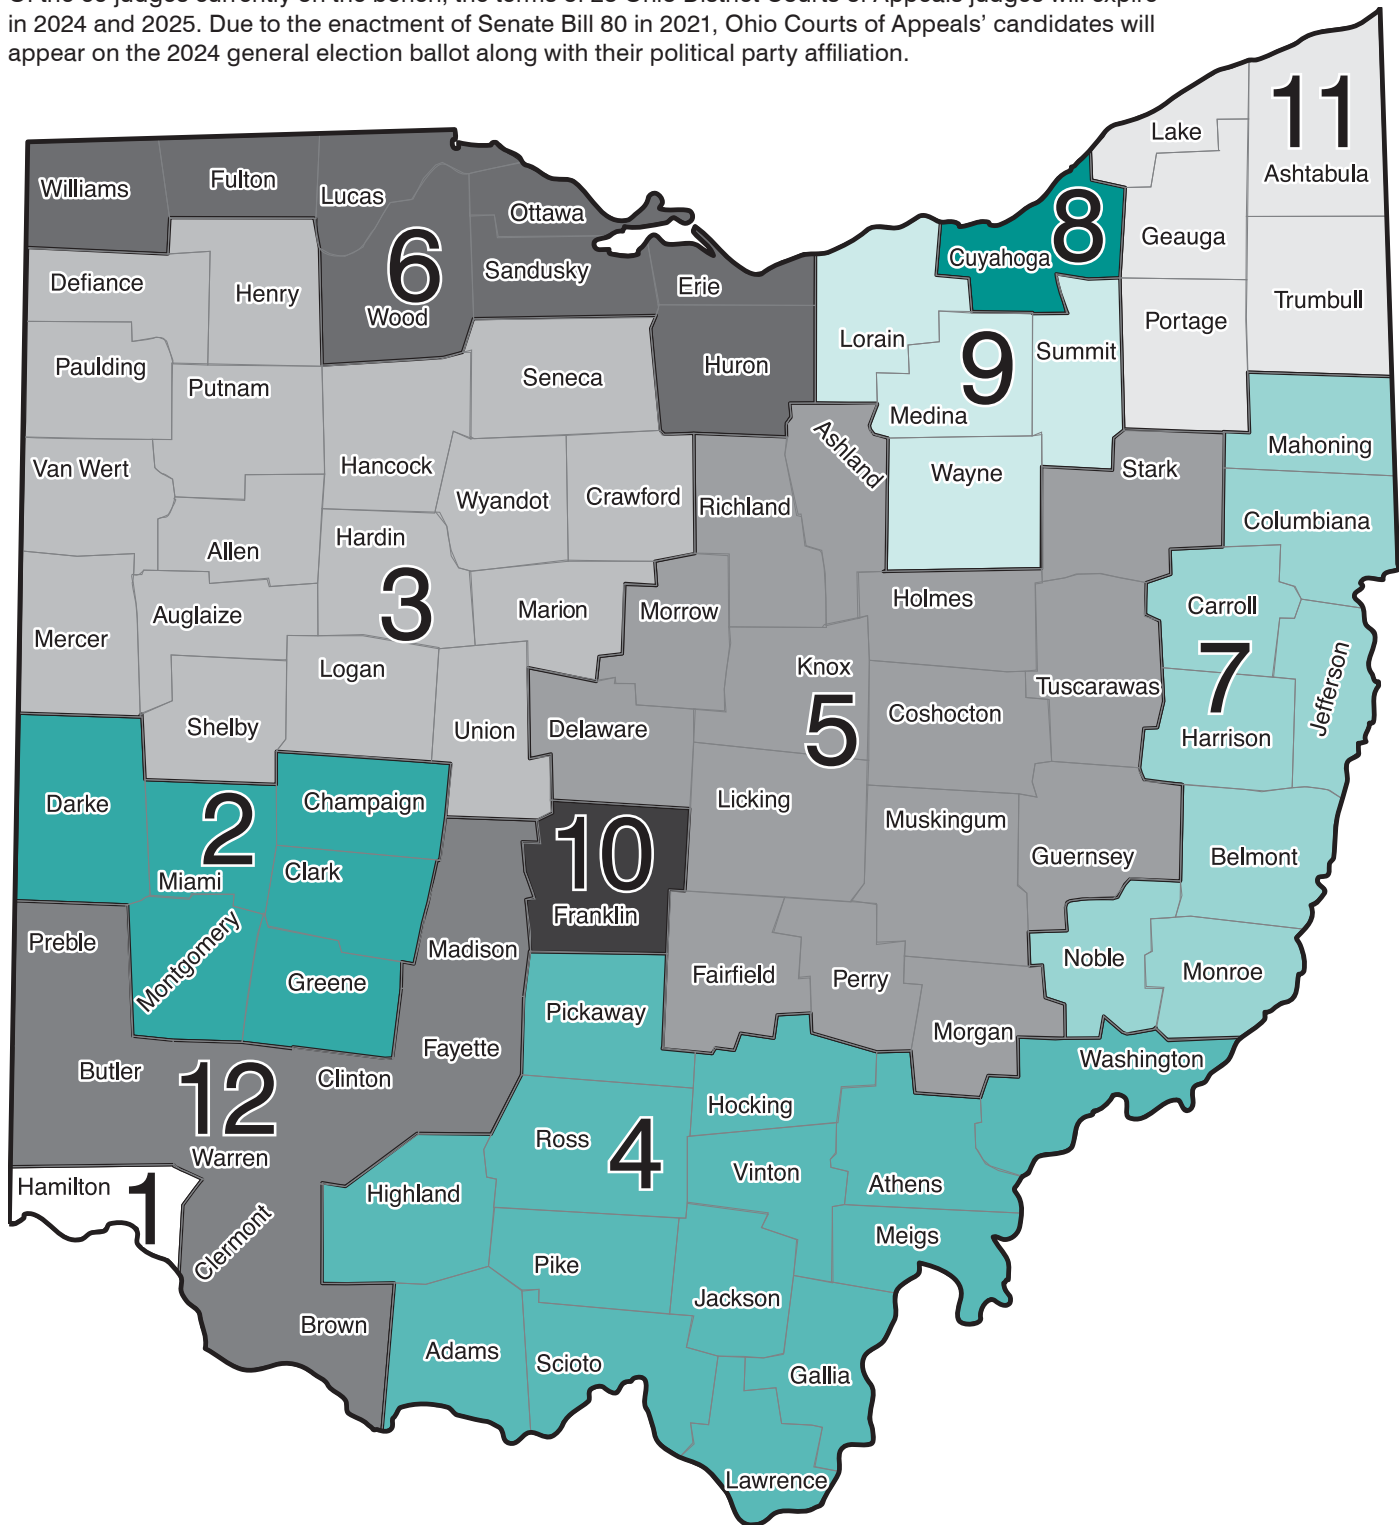 in 2024 and 2025. Due to the enactment of Senate Bill 80 in 2021, Ohio Courts of Appeals’ candidates will
appear on the 2024 general election ballot along with their political party affiliation.
11
Lake
Ashtabula
Williams
Fulton
Lucas
Ottawa
8
Geauga
Cuyahoga
6
Sandusky
Defiance
Henry
Erie
Trumbull
Wood
Portage
Lorain
9
Summit
Paulding
Putnam
Seneca
Huron
Medina
Ashland
Mahoning
Van Wert
Hancock
Wayne
Stark
Wyandot
Crawford
Richland
Columbiana
Hardin
Allen
3
Holmes
Carroll
Auglaize
Marion
Morrow
Mercer
Logan
Knox
7
Jefferson
Tuscarawas
Shelby
Union
Delaware
5
Coshocton
Harrison
Darke
Champaign
Licking
Muskingum
2
10
Guernsey
Belmont
Miami
Clark
Franklin
Preble
Montgomery
Madison
Noble
Monroe
Greene
Fairfield
Perry
Pickaway
Morgan
Fayette
Washington
Butler
12
Clinton
Hocking
Ross
4
Warren
Vinton
Hamilton
1
Highland
Athens
Clermont
Meigs
Pike
Jackson
Brown
Adams
Scioto
Gallia
Lawrence